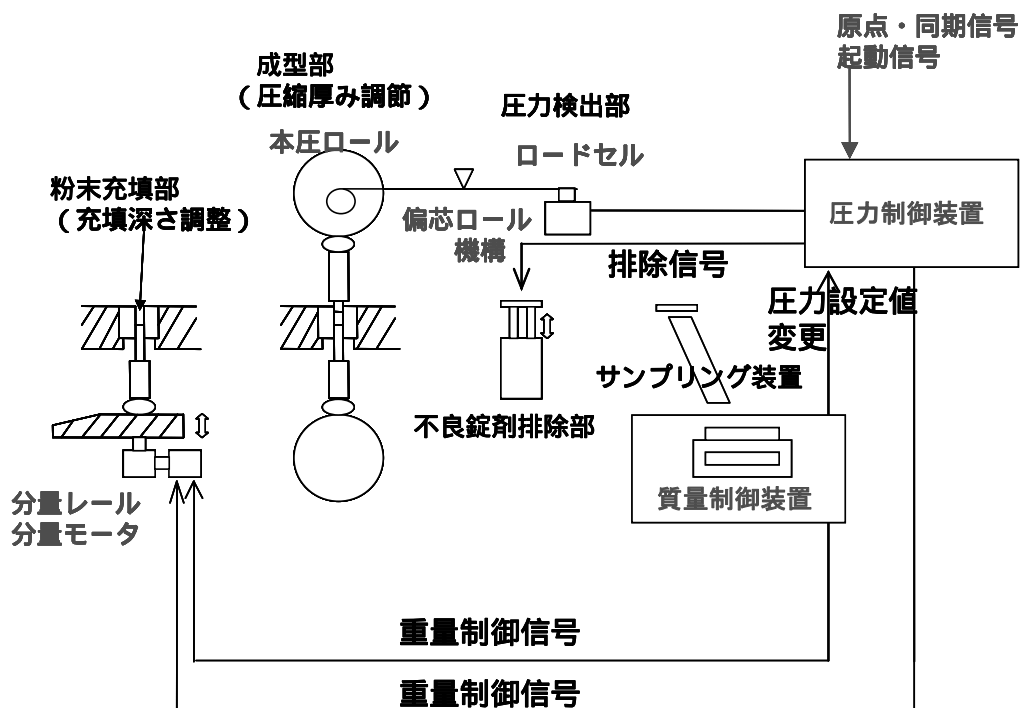 原点・同期信号
起動信号
成型部
（圧縮厚み調節）
圧力検出部
本圧ロール
ロードセル
粉末充填部
（充填深さ調整）
偏芯ロール
機構
圧力制御装置
排除信号
圧力設定値
変更
サンプリング装置
不良錠剤排除部
質量制御装置
分量レール
分量モータ
重量制御信号
重量制御信号